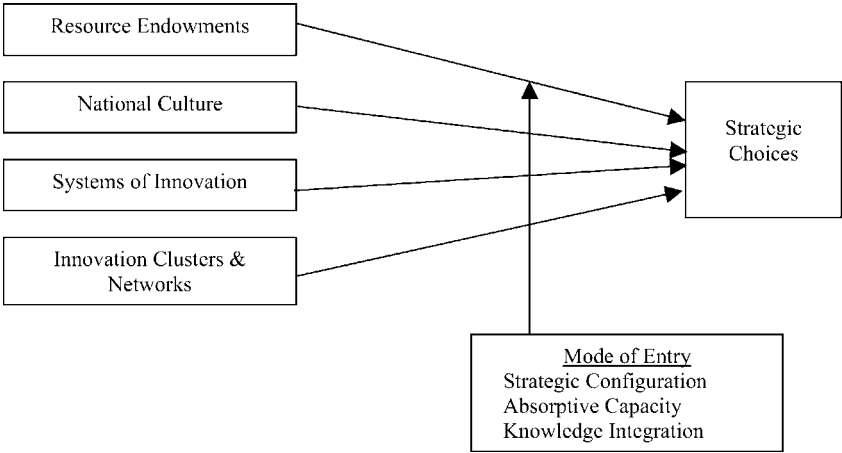 Resource Endowments
National Culture
Systems of Innovation
Innovation Clusters &
Networks
Strategic
Choices
Mode of Entry
Strategic Configuration
Absorptive Capacity
Knowledge Integration